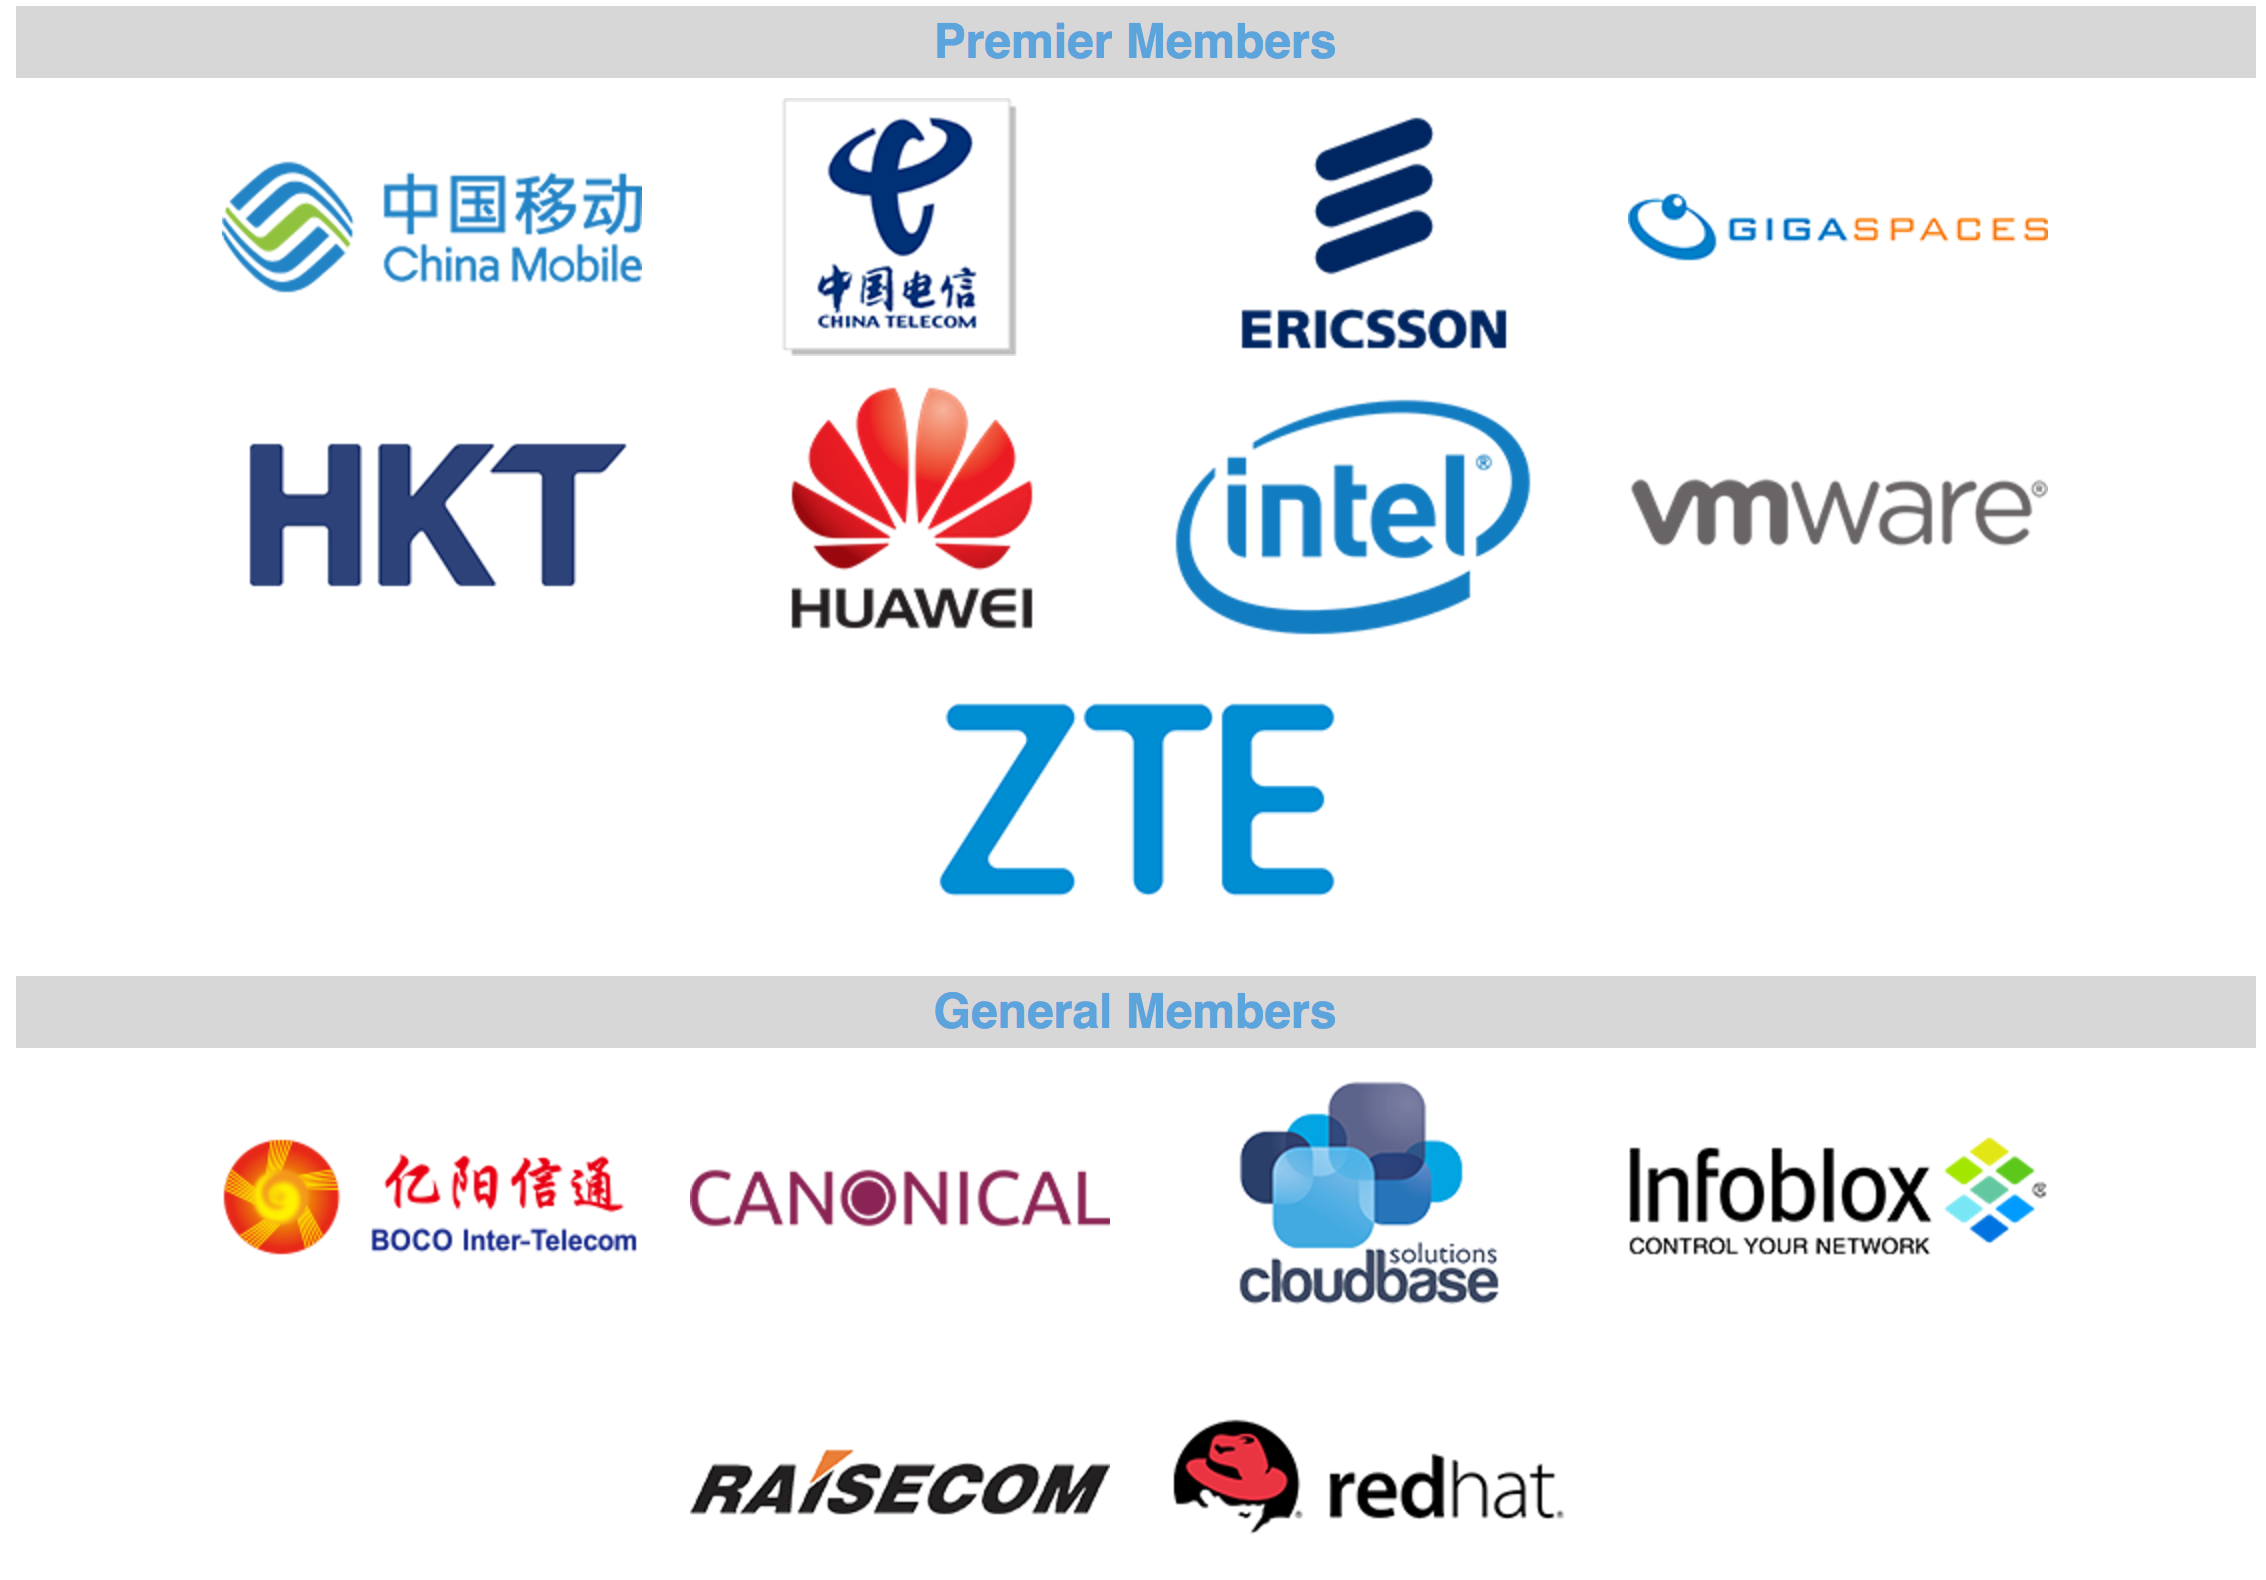 Premier Members
中国移动
China Mobile
中国电信
CHINA TELECOM
ERICSSON
GIGASPACES
HKT
HUAWEI
intel®
vmware®
ZTE
General Members
亿阳信通
BOCO Inter-Telecom
CANONICAL
solutions
cloudbase
Infoblox
CONTROL YOUR NETWORK
RAISECOM
redhat.